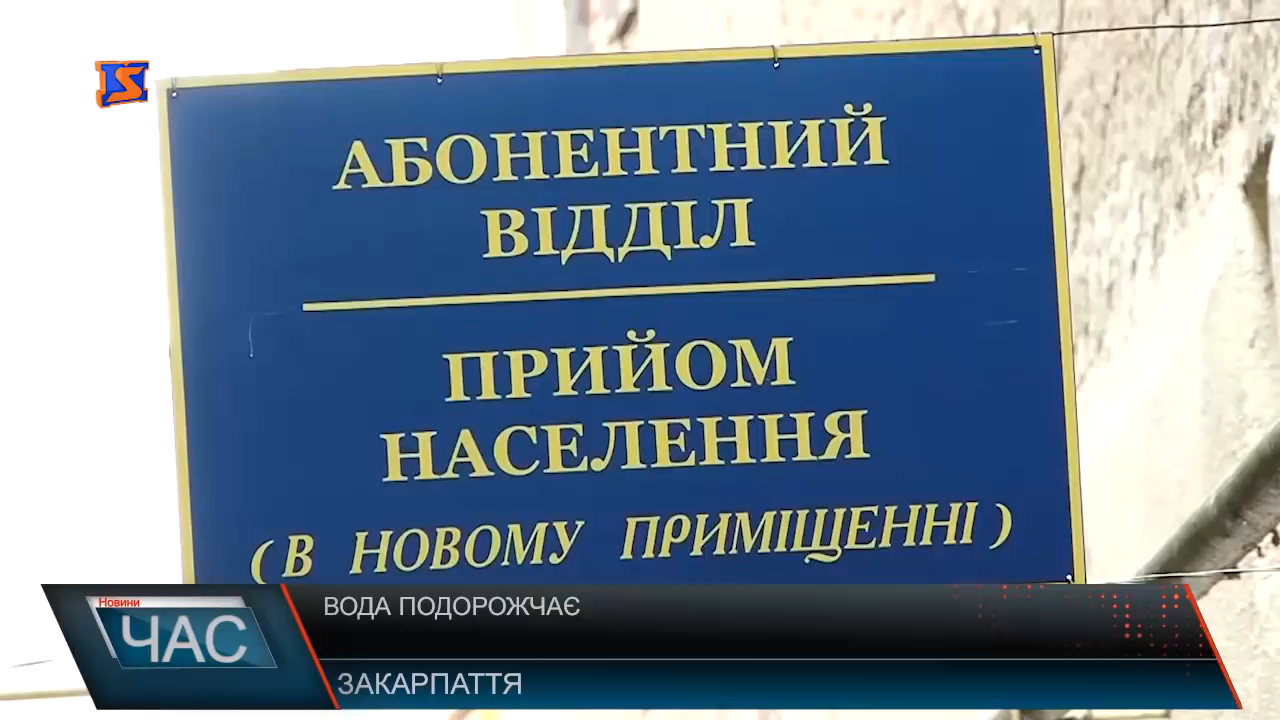 АБОНЕНТНИЙ
ВІДДІЛ
ПРИЙОМ
НАСЕЛЕННЯ
(В НОВОМУ ПРИМІЩЕННІ)
Новини
ЧАС
ВОДА ПОДОРОЖЧАЄ
ЗАКАРПАТТЯ